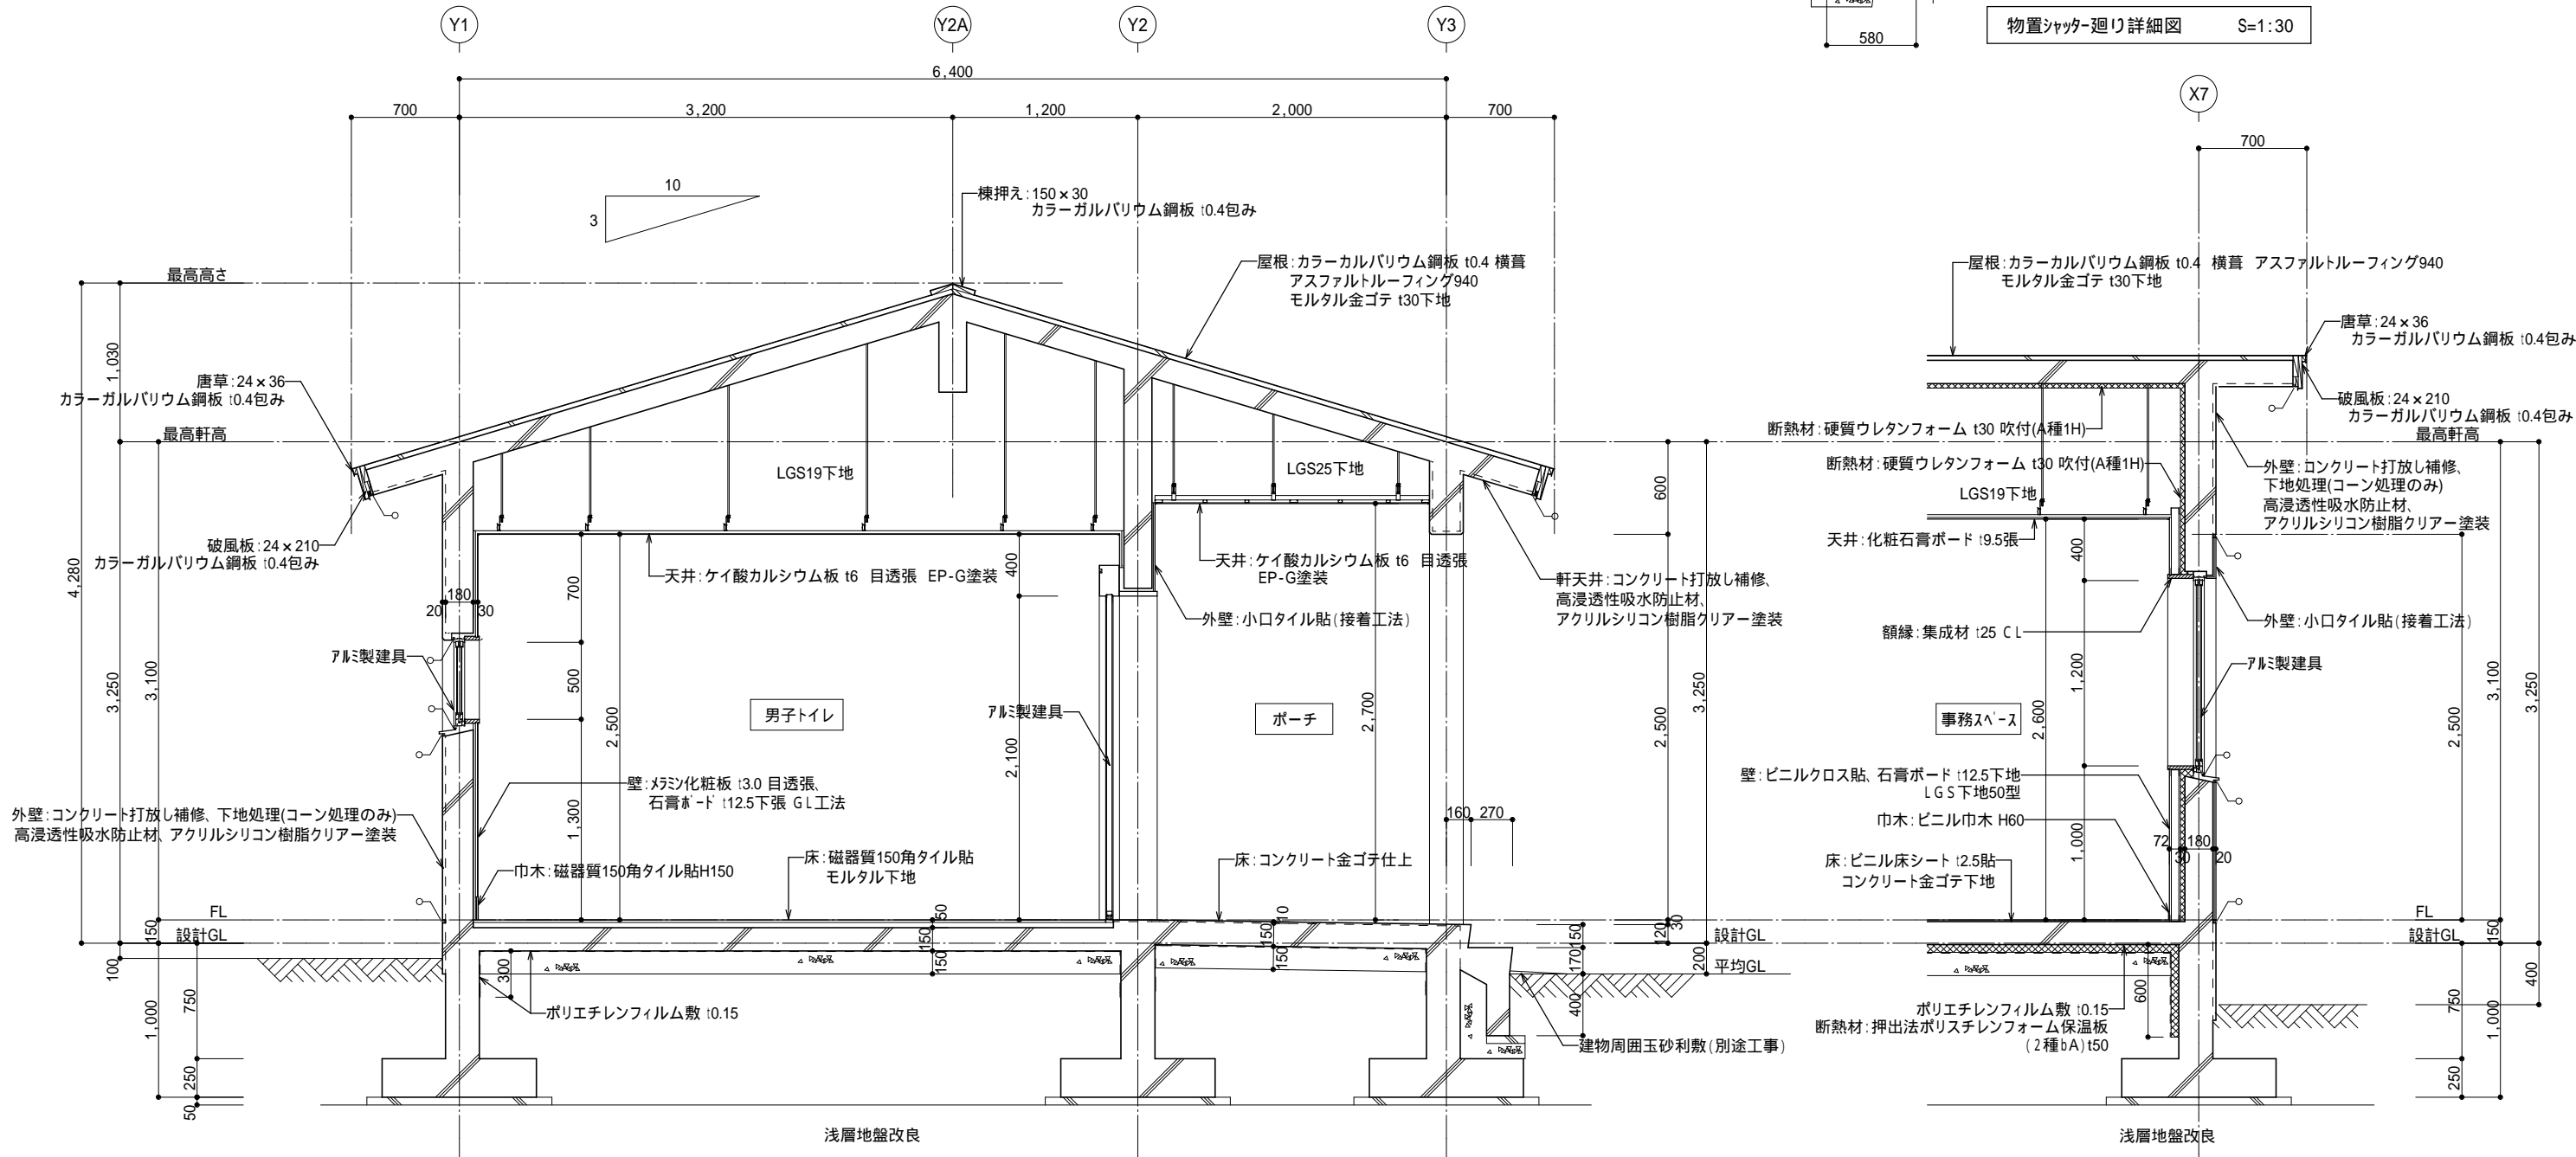 Y1
Y2A
Y2
Y3
580
物置シャッター廻り詳細図 S=1:30
X7
6,400
700
3,200
1,200
2,000
700
700
10
3
棟押え:150×30
カラーガルバリウム鋼板 t0.4包み
屋根:カラーカルバリウム鋼板 t0.4 横葺
アスファルトルーフィング940
モルタル金ゴテ t30下地
最高高さ
1,030
4,280
唐草:24×36
カラーガルバリウム鋼板 t0.4包み
最高軒高
破風板:24×210
カラーガルバリウム鋼板 t0.4包み
LGS19下地
LGS25下地
天井:ケイ酸カルシウム板 t6 目透張 EP-G塗装
天井:ケイ酸カルシウム板 t6 目透張
EP-G塗装
軒天井:コンクリート打放し補修、
高浸透性吸水防止材、
アクリルシリコン樹脂クリアー塗装
外壁:小口タイル貼(接着工法)
20
180
30
700
400
アルミ製建具
500
2,500
男子トイレ
アルミ製建具
2,100
ポーチ
2,700
600
2,500
3,250
3,250
3,100
壁:メラミン化粧板 t3.0 目透張、
石膏ボード t12.5下張 GL工法
1,300
外壁:コンクリート打放し補修、下地処理(コーン処理のみ)
高浸透性吸水防止材、アクリルシリコン樹脂クリアー塗装
巾木:磁器質150角タイル貼H150
床:磁器質150角タイル貼
モルタル下地
床:コンクリート金ゴテ仕上
160
270
FL
設計GL
150
100
50
150
150
300
10
150
150
120
30
150
170
200
400
設計GL
平均GL
ポリエチレンフィルム敷 t0.15
建物周囲玉砂利敷(別途工事)
750
1,000
250
50
浅層地盤改良
屋根:カラーカルバリウム鋼板 t0.4 横葺 アスファルトルーフィング940
モルタル金ゴテ t30下地
唐草:24×36
カラーガルバリウム鋼板 t0.4包み
破風板:24×210
カラーガルバリウム鋼板 t0.4包み
最高軒高
断熱材:硬質ウレタンフォーム t30 吹付(A種1H)
断熱材:硬質ウレタンフォーム t30 吹付(A種1H)
LGS19下地
外壁:コンクリート打放し補修、
下地処理(コーン処理のみ)
高浸透性吸水防止材、
アクリルシリコン樹脂クリアー塗装
天井:化粧石膏ボード t9.5張
400
額縁:集成材 t25 CL
外壁:小口タイル貼(接着工法)
1,200
アルミ製建具
事務スペース
2,600
2,500
3,100
3,250
壁:ビニルクロス貼、石膏ボード t12.5下地
LGS下地50型
巾木:ビニル巾木 H60
1,000
72
180
30
20
床:ビニル床シート t2.5貼
コンクリート金ゴテ下地
FL
設計GL
150
400
600
ポリエチレンフィルム敷 t0.15
断熱材:押出法ポリスチレンフォーム保温板
(2種bA) t50
750
1,000
250
浅層地盤改良